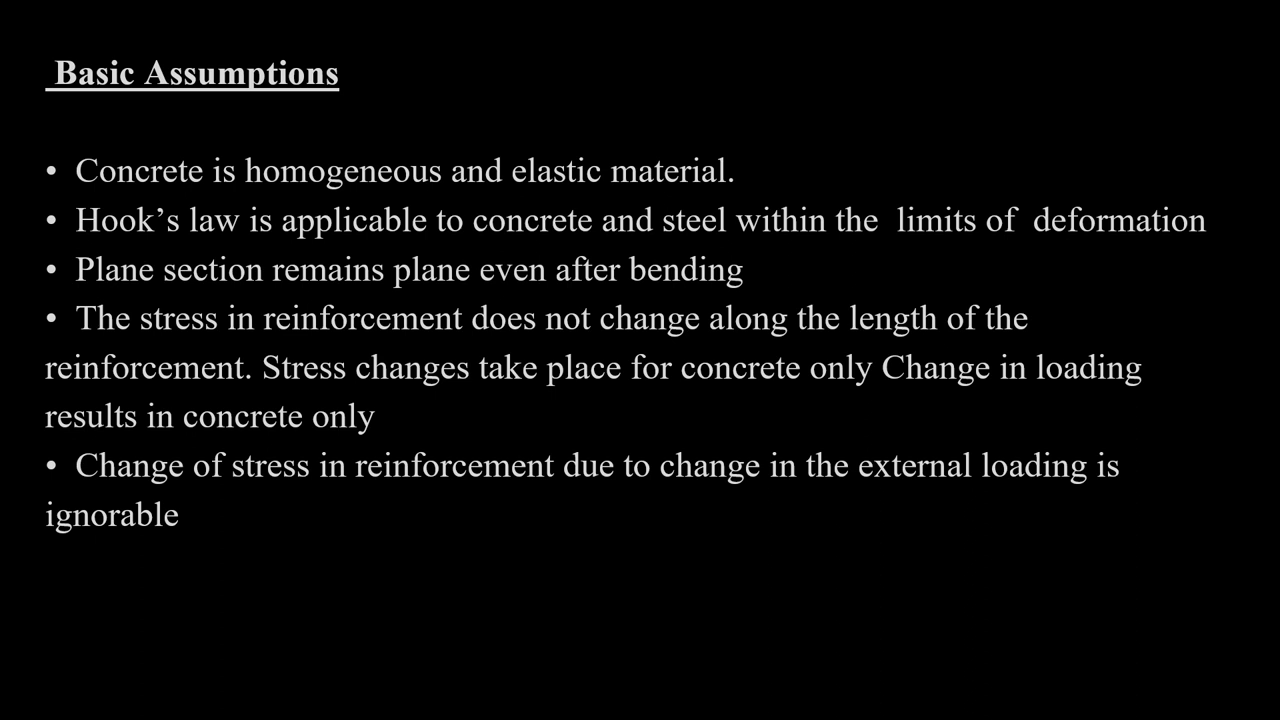 Basic Assumptions
• Concrete is homogeneous and elastic material.
• Hook’s law is applicable to concrete and steel within the  limits of  deformation
• Plane section remains plane even after bending
• The stress in reinforcement does not change along the length of the
reinforcement. Stress changes take place for concrete only Change in loading
results in concrete only
• Change of stress in reinforcement due to change in the external loading is
ignorable